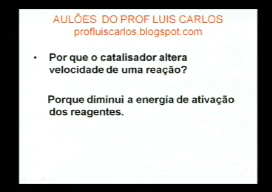 AULÕES DO PROF LUIS CARLOS
profluiscarlos.blogspot.com
• Por que o catalisador altera
velocidade de uma reação?
Porque diminui a energia de ativação
dos reagentes.